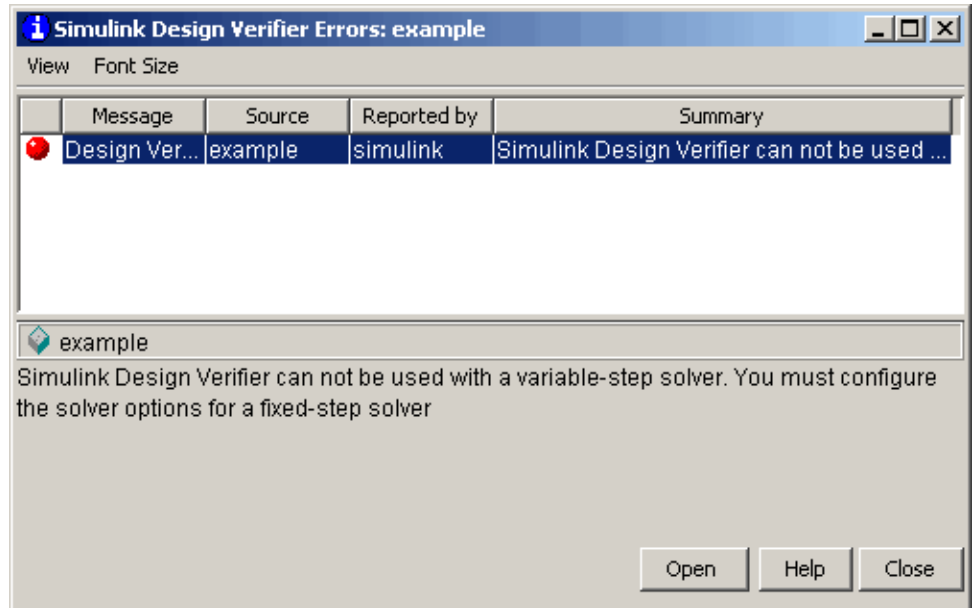 Simulink Design Verifier Errors: example
View Font Size
Message Source Reported by Summary
Design Ver... example simulink Simulink Design Verifier can not be used ...
example
Simulink Design Verifier can not be used with a variable-step solver. You must configure
the solver options for a fixed-step solver
Open Help Close